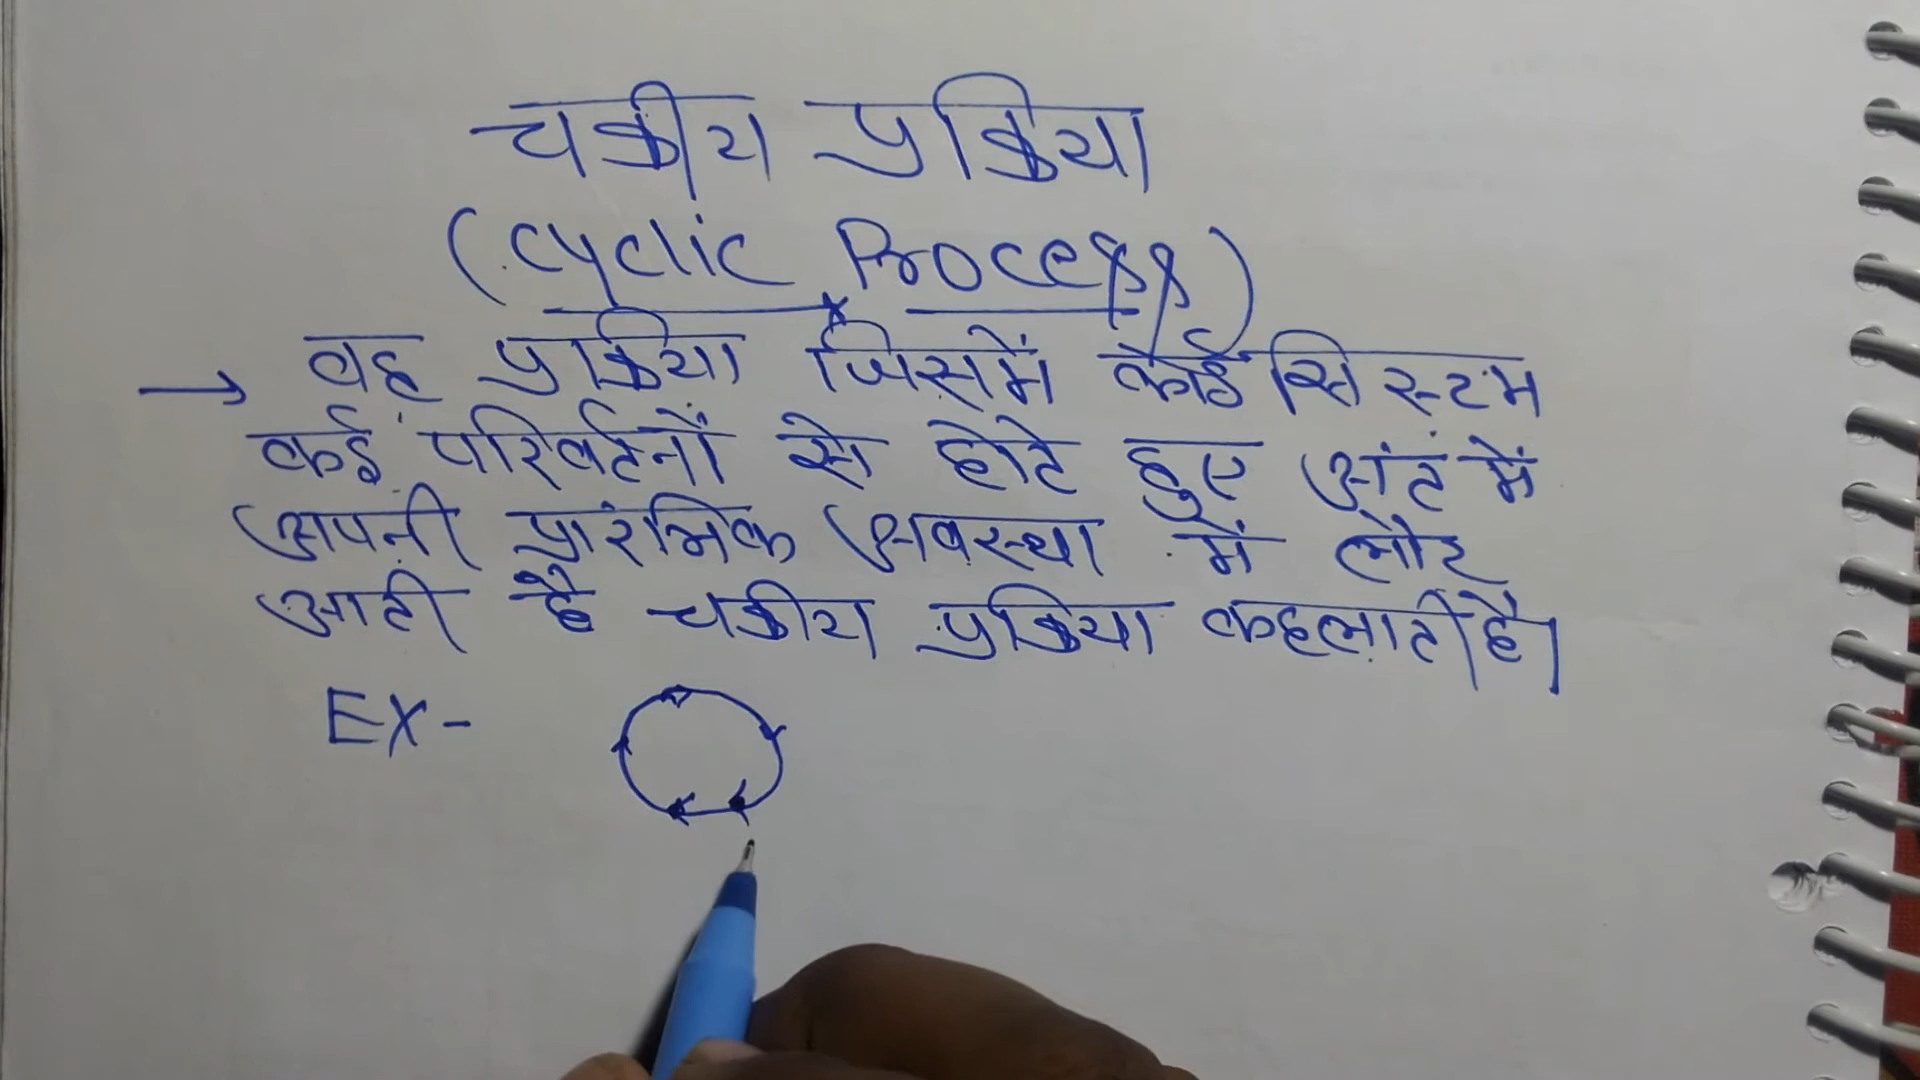 चक्रीय प्रक्रिया
(Cyclic Process)
→ वह प्रक्रिया जिसमें कोई सिस्टम
कई परिवर्तनों से होते हुए अंत में
अपनी प्रारंभिक अवस्था में लौट
आती है चक्रीय प्रक्रिया कहलाती है।
EX-